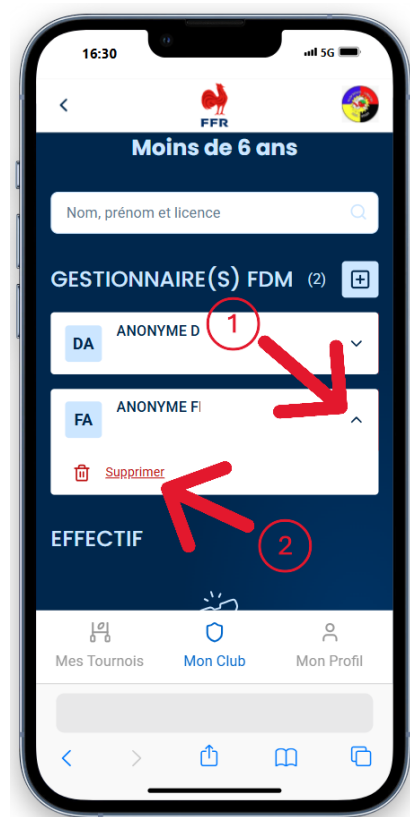 16:30
5G
FFR
Moins de 6 ans
Nom, prénom et licence
GESTIONNAIRE(S) FDM (2)
DA ANONYME D
1
FA ANONYME F
Supprimer
2
EFFECTIF
Mes Tournois Mon Club Mon Profil